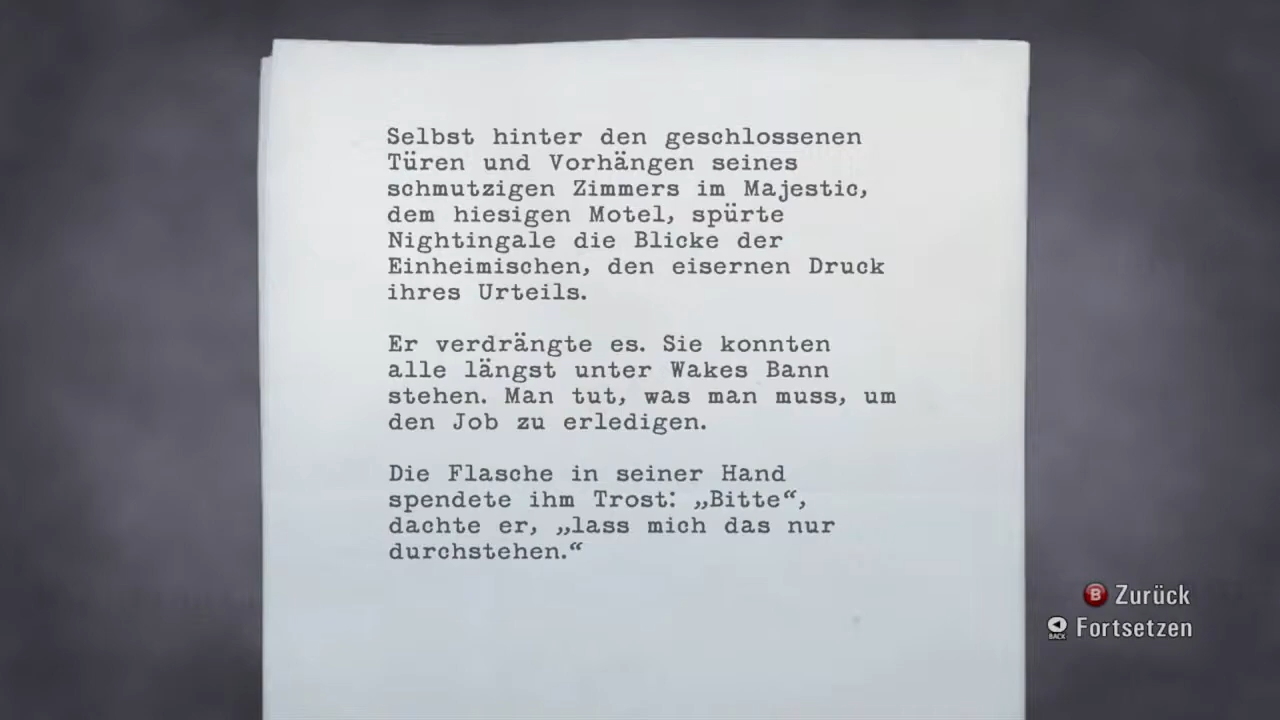 Selbst hinter den geschlossenen
Türen und Vorhängen seines
schmutzigen Zimmers im Majestic,
dem hiesigen Motel, spürte
Nightingale die Blicke der
Einheimischen, den eisernen Druck
ihres Urteils.
Er verdrängte es. Sie konnten
alle längst unter Wakes Bann
stehen. Man tut, was man muss, um
den Job zu erledigen.
Die Flasche in seiner Hand
spendete ihm Trost: „Bitte“,
dachte er, „lass mich das nur
durchstehen.“
B Zurück
BACK Fortsetzen